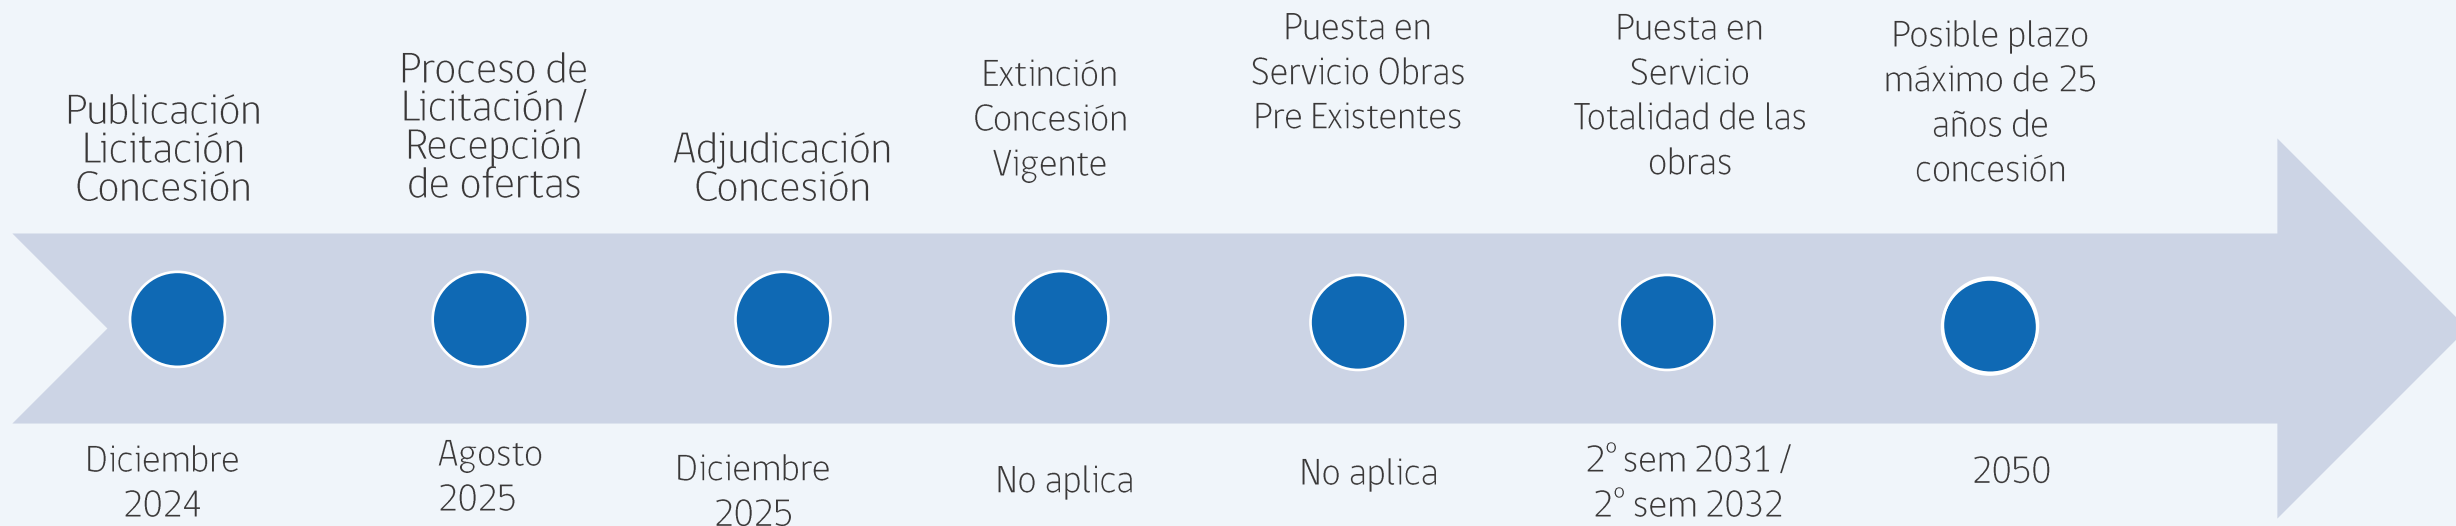 Publicación
Licitación
Concesión
Proceso de
Licitación /
Recepción
de ofertas
Adjudicación
Concesión
Extinción
Concesión
Vigente
Puesta en
Servicio Obras
Pre Existentes
Puesta en
Servicio
Totalidad de las
obras
Posible plazo
máximo de 25
años de
concesión
Diciembre
2024
Agosto
2025
Diciembre
2025
No aplica
No aplica
2º sem 2031 /
2º sem 2032
2050